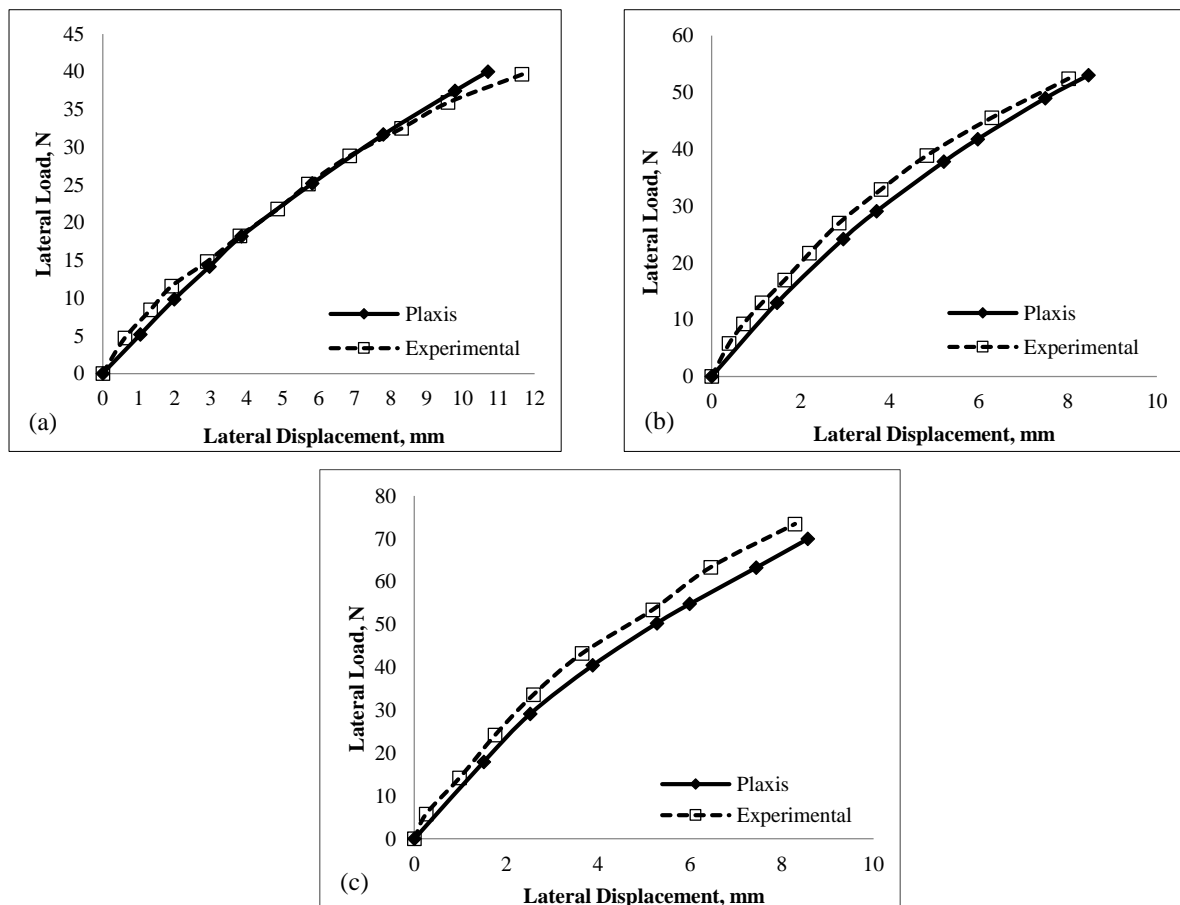 45
40
35
30
25
20
15
10
5
0
Lateral Load, N
Plaxis
Experimental
0 1 2 3 4 5 6 7 8 9 10 11 12
(a)
Lateral Displacement, mm
60
50
40
30
20
10
0
Lateral Load, N
Plaxis
Experimental
0 2 4 6 8 10
(b)
Lateral Displacement, mm
80
70
60
50
40
30
20
10
0
Lateral Load, N
Plaxis
Experimental
0 2 4 6 8 10
(c)
Lateral Displacement, mm